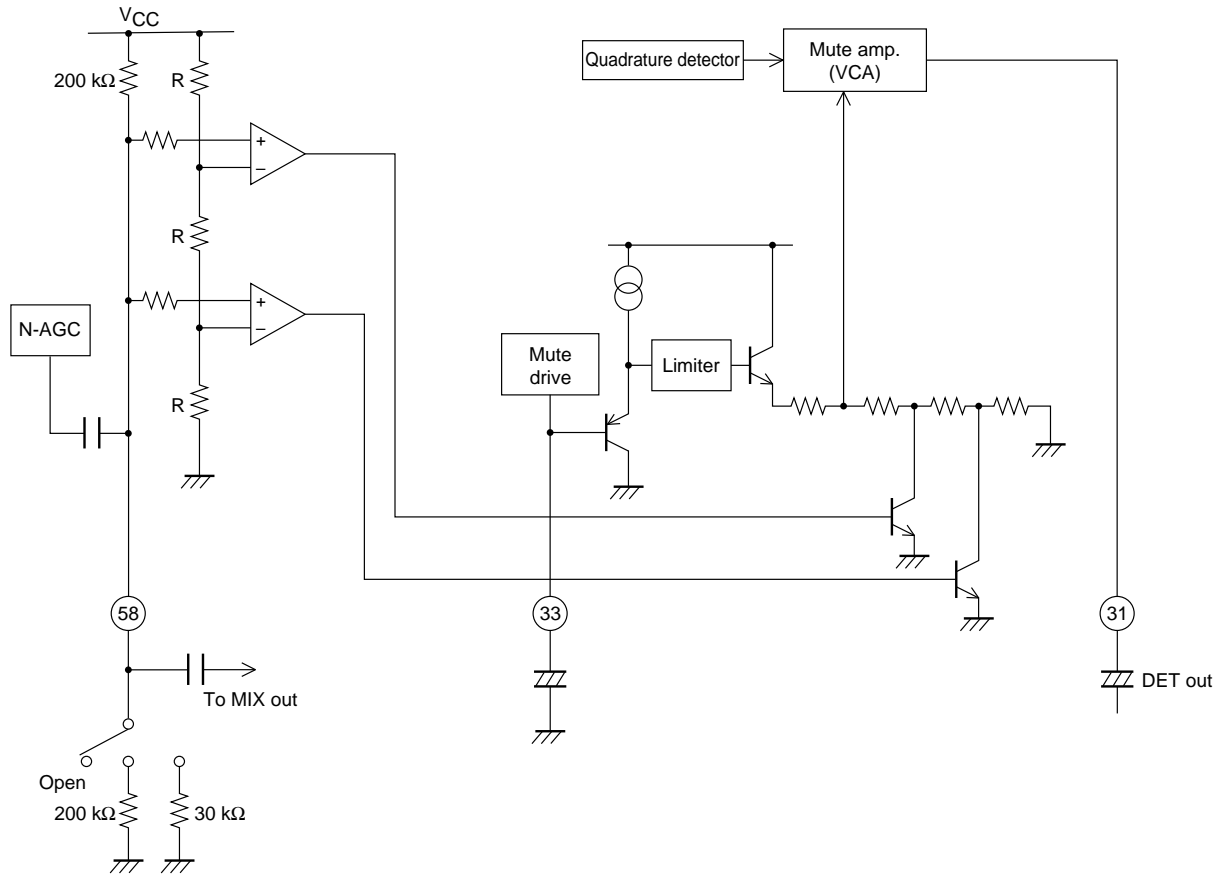 VCC
200 kΩ
R
Quadrature detector
Mute amp.
(VCA)
+
−
R
+
−
N-AGC
R
Mute
drive
Limiter
58
33
31
To MIX out
DET out
Open
200 kΩ
30 kΩ